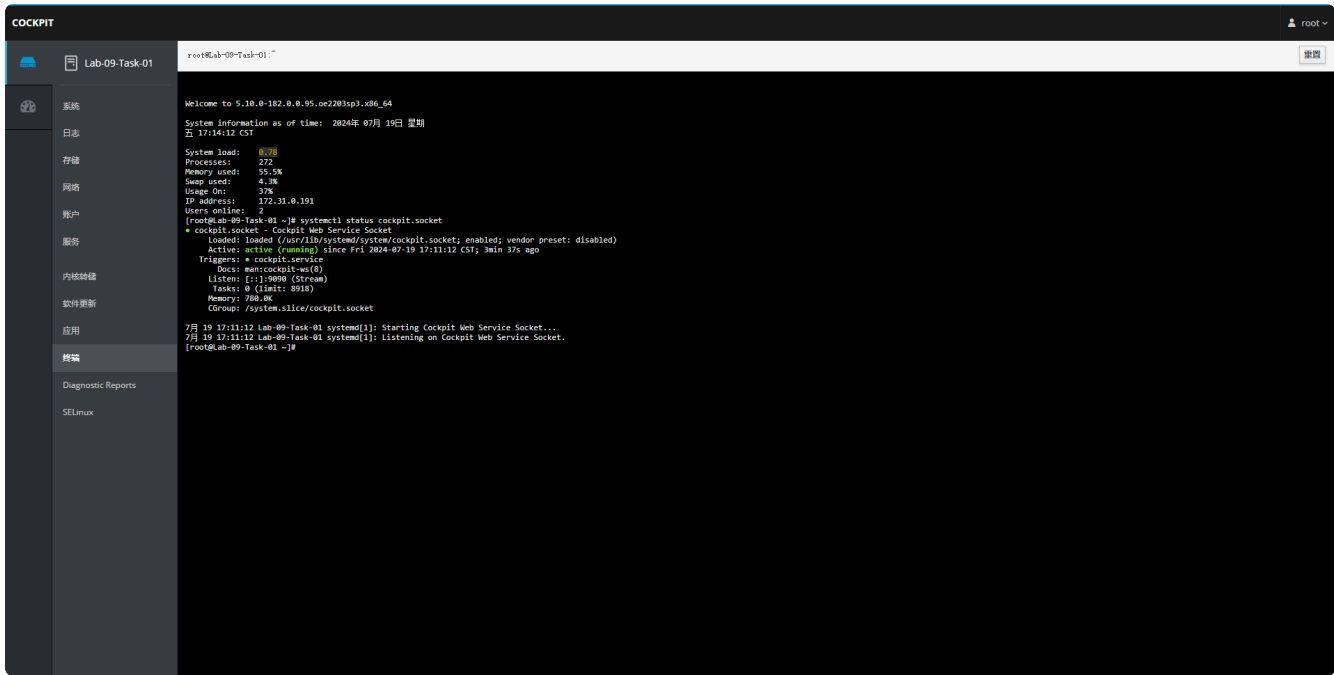 COCKPIT
root
Lab-09-Task-01
系统
日志
存储
网络
账户
服务
内核转储
软件更新
应用
终端
Diagnostic Reports
SELinux
root@Lab-09-Task-01:~
重置
Welcome to 5.10.0-182.0.0.95.oe2203sp3.x86_64
System information as of time:  2024年 07月 19日 星期
五 17:14:12 CST
System load:    0.78
Processes:      272
Memory used:    55.5%
Swap used:      4.3%
Usage On:       37%
IP address:     172.31.0.191
Users online:   2
[root@Lab-09-Task-01 ~]# systemctl status cockpit.socket
● cockpit.socket - Cockpit Web Service Socket
Loaded: loaded (/usr/lib/systemd/system/cockpit.socket; enabled; vendor preset: disabled)
Active: active (running) since Fri 2024-07-19 17:11:12 CST; 3min 37s ago
Triggers: ● cockpit.service
Docs: man:cockpit-ws(8)
Listen: [::]:9090 (Stream)
Tasks: 0 (limit: 8918)
Memory: 780.0K
CGroup: /system.slice/cockpit.socket
7月 19 17:11:12 Lab-09-Task-01 systemd[1]: Starting Cockpit Web Service Socket...
7月 19 17:11:12 Lab-09-Task-01 systemd[1]: Listening on Cockpit Web Service Socket.
[root@Lab-09-Task-01 ~]#